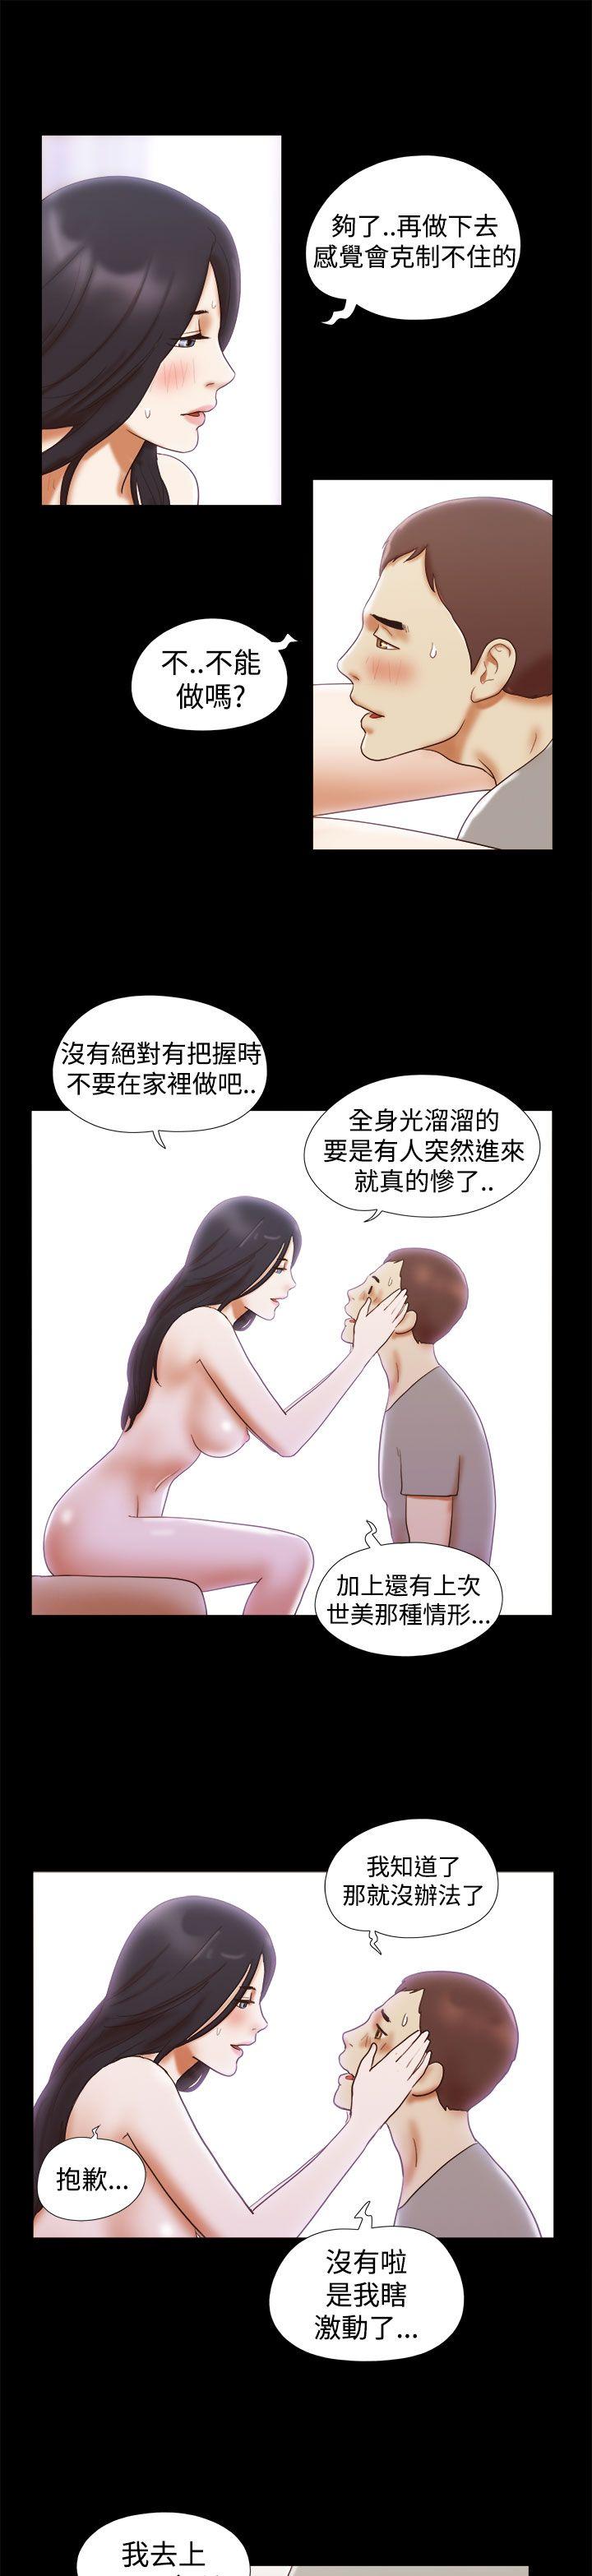 夠了..再做下去
感覺會克制不住的
不..不能
做嗎?
沒有絕對有把握時
不要在家裡做吧..
全身光溜溜的
要是有人突然進來
就真的慘了..
加上還有上次
世美那種情形...
我知道了
那就沒辦法了
抱歉...
沒有啦
是我瞎
激動了...
我去上